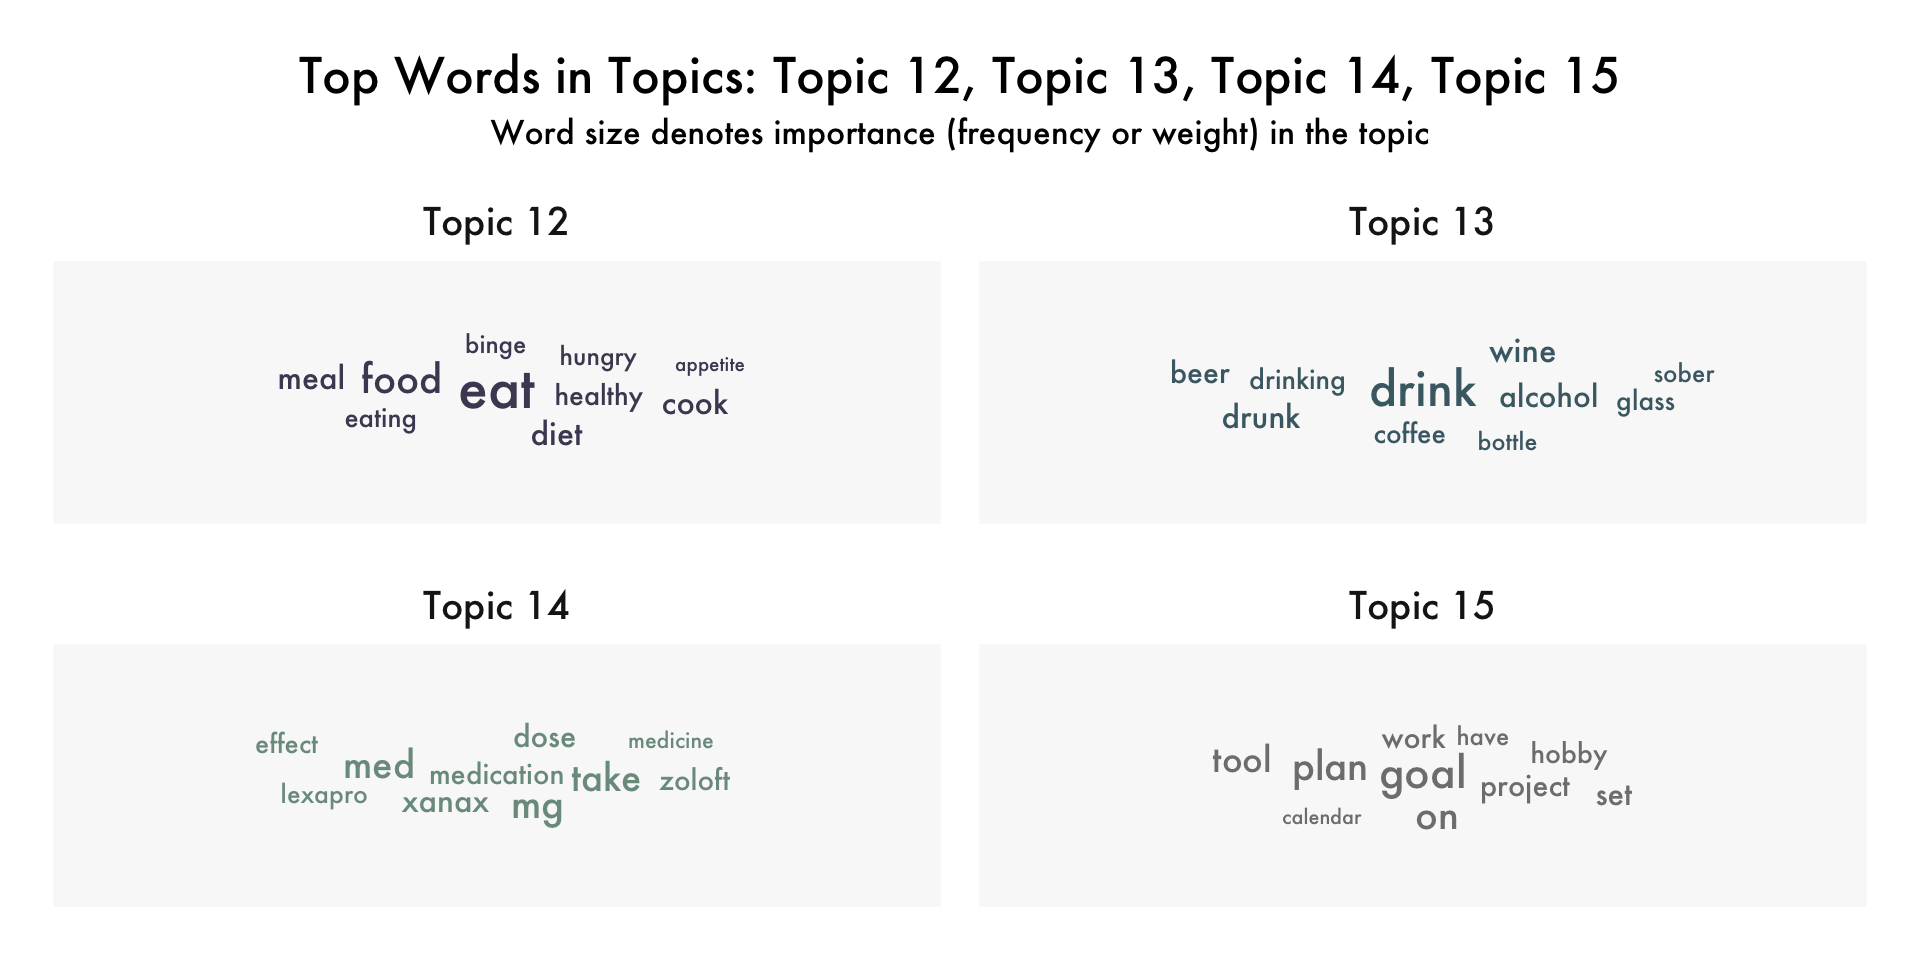 Top Words in Topics: Topic 12, Topic 13, Topic 14, Topic 15
Word size denotes importance (frequency or weight) in the topic
Topic 12
binge
hungry
appetite
meal food eat healthy cook
eating
diet
Topic 13
wine
beer drinking drink alcohol glass sober
drunk
coffee
bottle
Topic 14
effect
dose
medicine
med medication take zoloft
lexapro xanax mg
Topic 15
work have
hobby
tool plan goal project set
calendar on